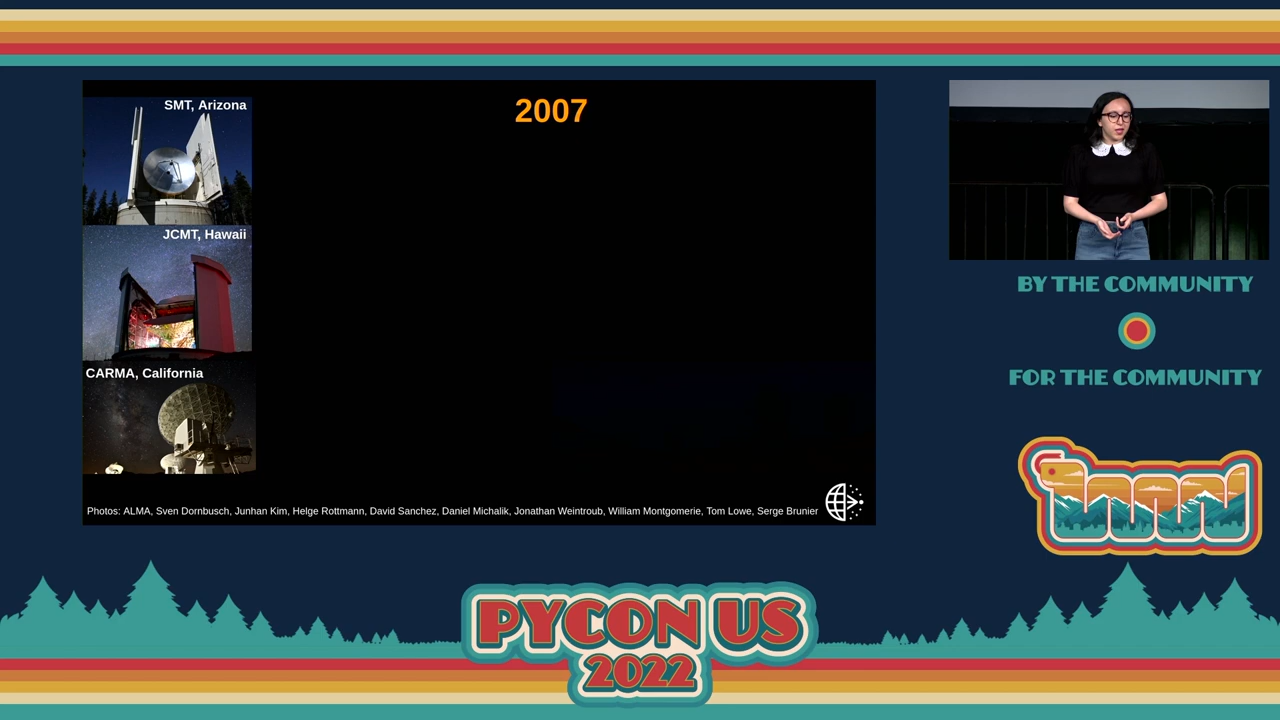 SMT, Arizona
2007
JCMT, Hawaii
CARMA, California
Photos: ALMA, Sven Dornbusch, Junhan Kim, Helge Rottmann, David Sanchez, Daniel Michalik, Jonathan Weintroub, William Montgomerie, Tom Lowe, Serge Brunier
BY THE COMMUNITY
FOR THE COMMUNITY
PYCON US
2022